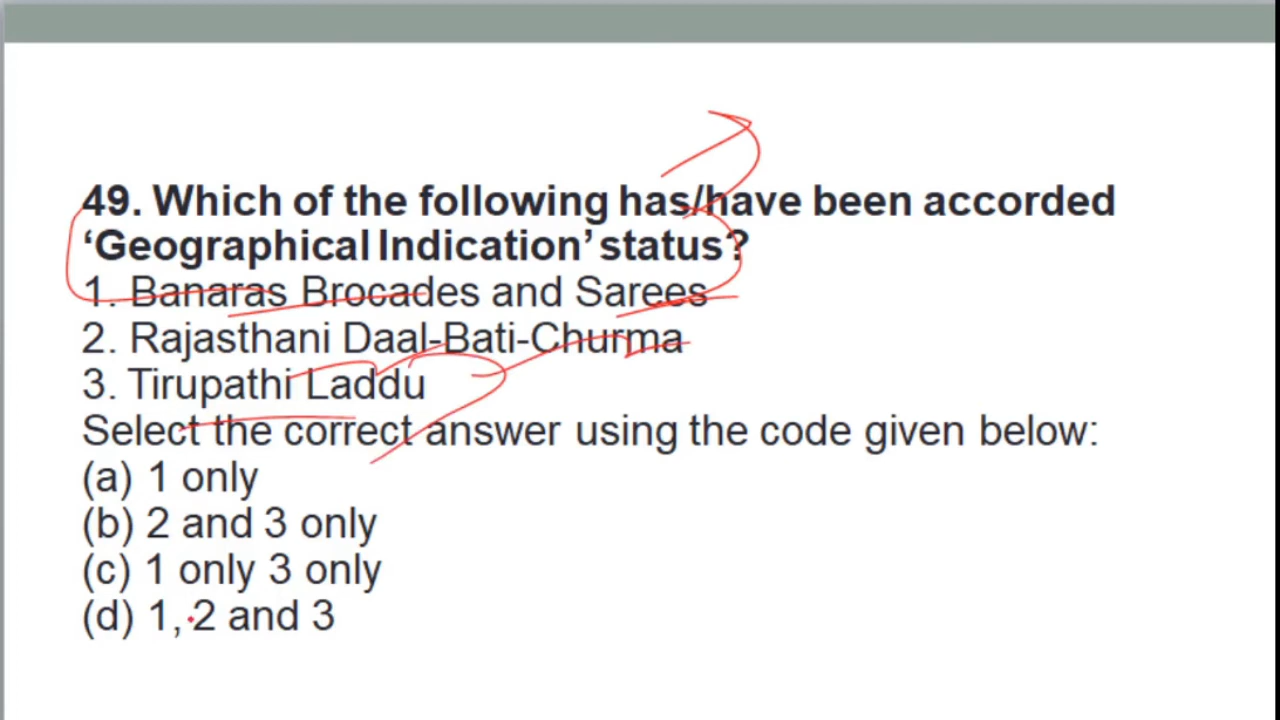 49. Which of the following has/have been accorded
‘Geographical Indication’ status?
1. Banaras Brocades and Sarees
2. Rajasthani Daal-Bati-Churma
3. Tirupathi Laddu
Select the correct answer using the code given below:
(a) 1 only
(b) 2 and 3 only
(c) 1 only 3 only
(d) 1, 2 and 3